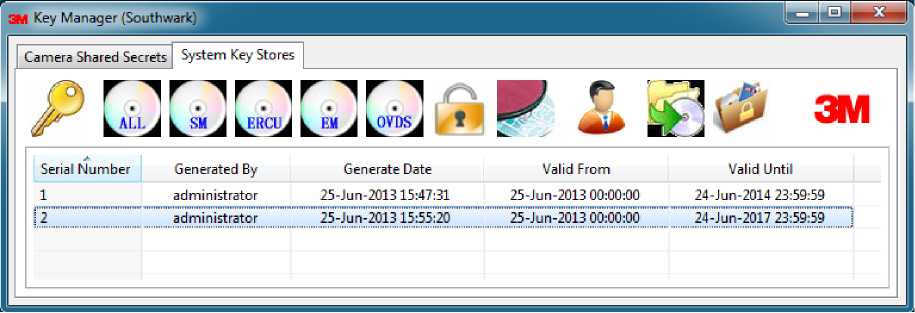 3M Key Manager (Southwark)
Camera Shared Secrets System Key Stores
ALL SM ERCU EM OVDS 3M
Serial Number Generated By Generate Date Valid From Valid Until
1 administrator 25-Jun-2013 15:47:31 25-Jun-2013 00:00:00 24-Jun-2014 23:59:59
2 administrator 25-Jun-2013 15:55:20 25-Jun-2013 00:00:00 24-Jun-2017 23:59:59